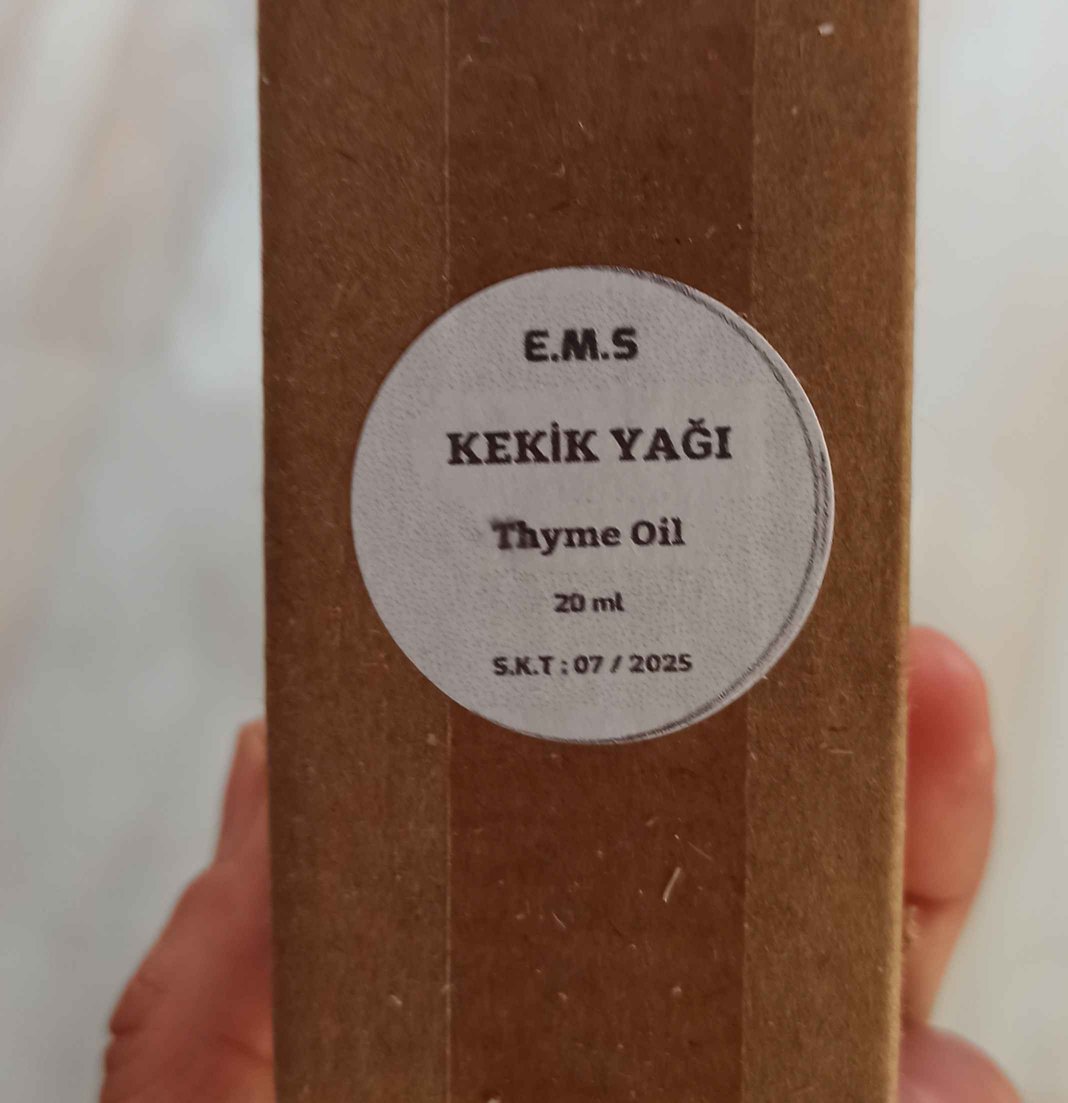 E.M.S
KEKİK YAĞI
Thyme Oil
20 ml
S.K.T : 07 / 2025